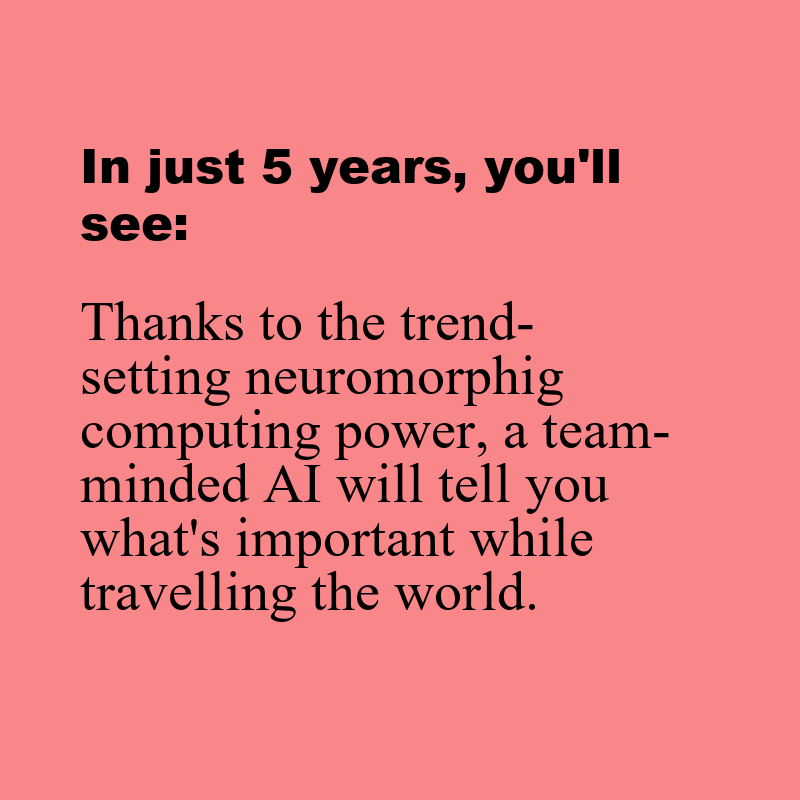 In just 5 years, you'll
see:
Thanks to the trend-
setting neuromorphig
computing power, a team-
minded AI will tell you
what's important while
travelling the world.